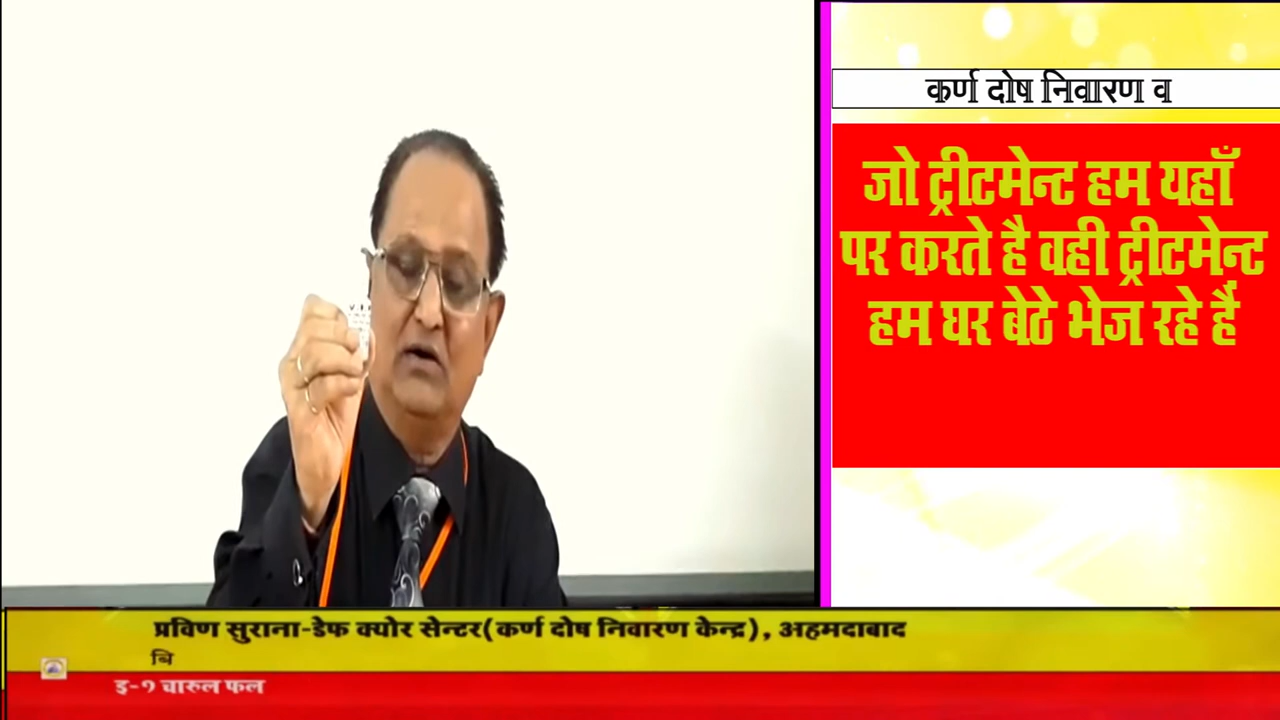 कर्ण दोष निवारण व
जो ट्रीटमेन्ट हम यहाँ
पर करते है वही ट्रीटमेन्ट
हम घर बेठे भेज रहे हैं
प्रविण सुराना-डेफ क्योर सेन्टर(कर्ण दोष निवारण केन्द्र), अहमदाबाद
बि
इ-१ चारुल फल